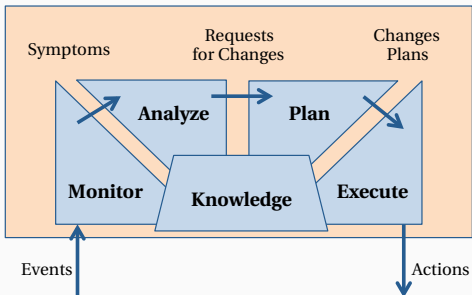 Symptoms
Requests
for Changes
Changes
Plans
Analyze
Plan
Monitor
Knowledge
Execute
Events
Actions